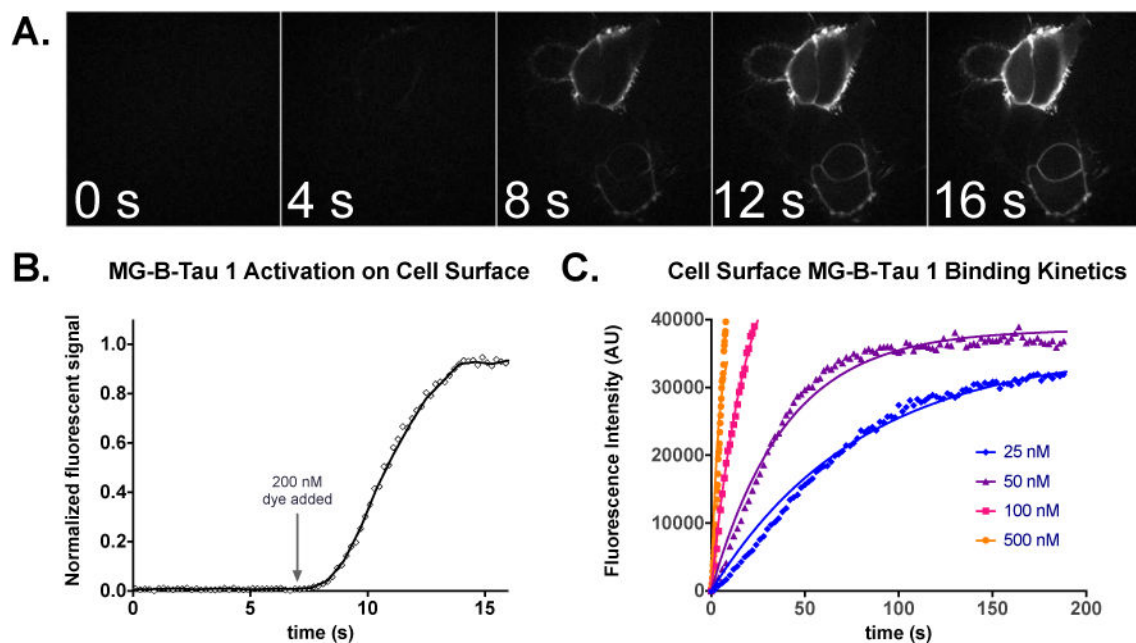 A.
0 s
4 s
8 s
12 s
16 s
B.
MG-B-Tau 1 Activation on Cell Surface
Normalized fluorescent signal
1.0
0.8
0.6
0.4
0.2
0.0
200 nM
dye added
0
5
10
15
time (s)
C.
Cell Surface MG-B-Tau 1 Binding Kinetics
Fluorescence Intensity (AU)
40000
30000
20000
10000
0
25 nM
50 nM
100 nM
500 nM
0
50
100
150
200
time (s)